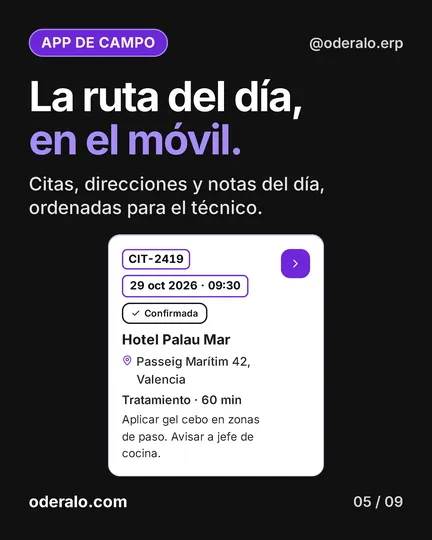 APP DE CAMPO
@oderalo.erp
La ruta del día,
en el móvil.
Citas, direcciones y notas del día,
ordenadas para el técnico.
CIT-2419
29 oct 2026 · 09:30
Confirmada
Hotel Palau Mar
Passeig Marítim 42,
Valencia
Tratamiento · 60 min
Aplicar gel cebo en zonas
de paso. Avisar a jefe de
cocina.
oderalo.com
05 / 09